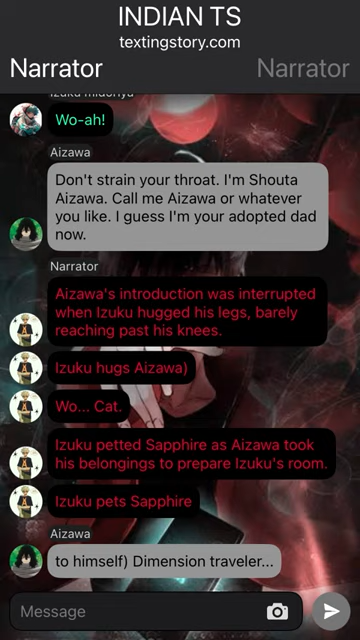 INDIAN TS
textingstory.com
Narrator Narrator
Izuku midoriya
Wo-ah!
Aizawa
Don't strain your throat. I'm Shouta
Aizawa. Call me Aizawa or whatever
you like. I guess I'm your adopted dad
now.
Narrator
Aizawa's introduction was interrupted
when Izuku hugged his legs, barely
reaching past his knees.
Izuku hugs Aizawa)
Wo... Cat.
Izuku petted Sapphire as Aizawa took
his belongings to prepare Izuku's room.
Izuku pets Sapphire
Aizawa
to himself) Dimension traveler...
Message